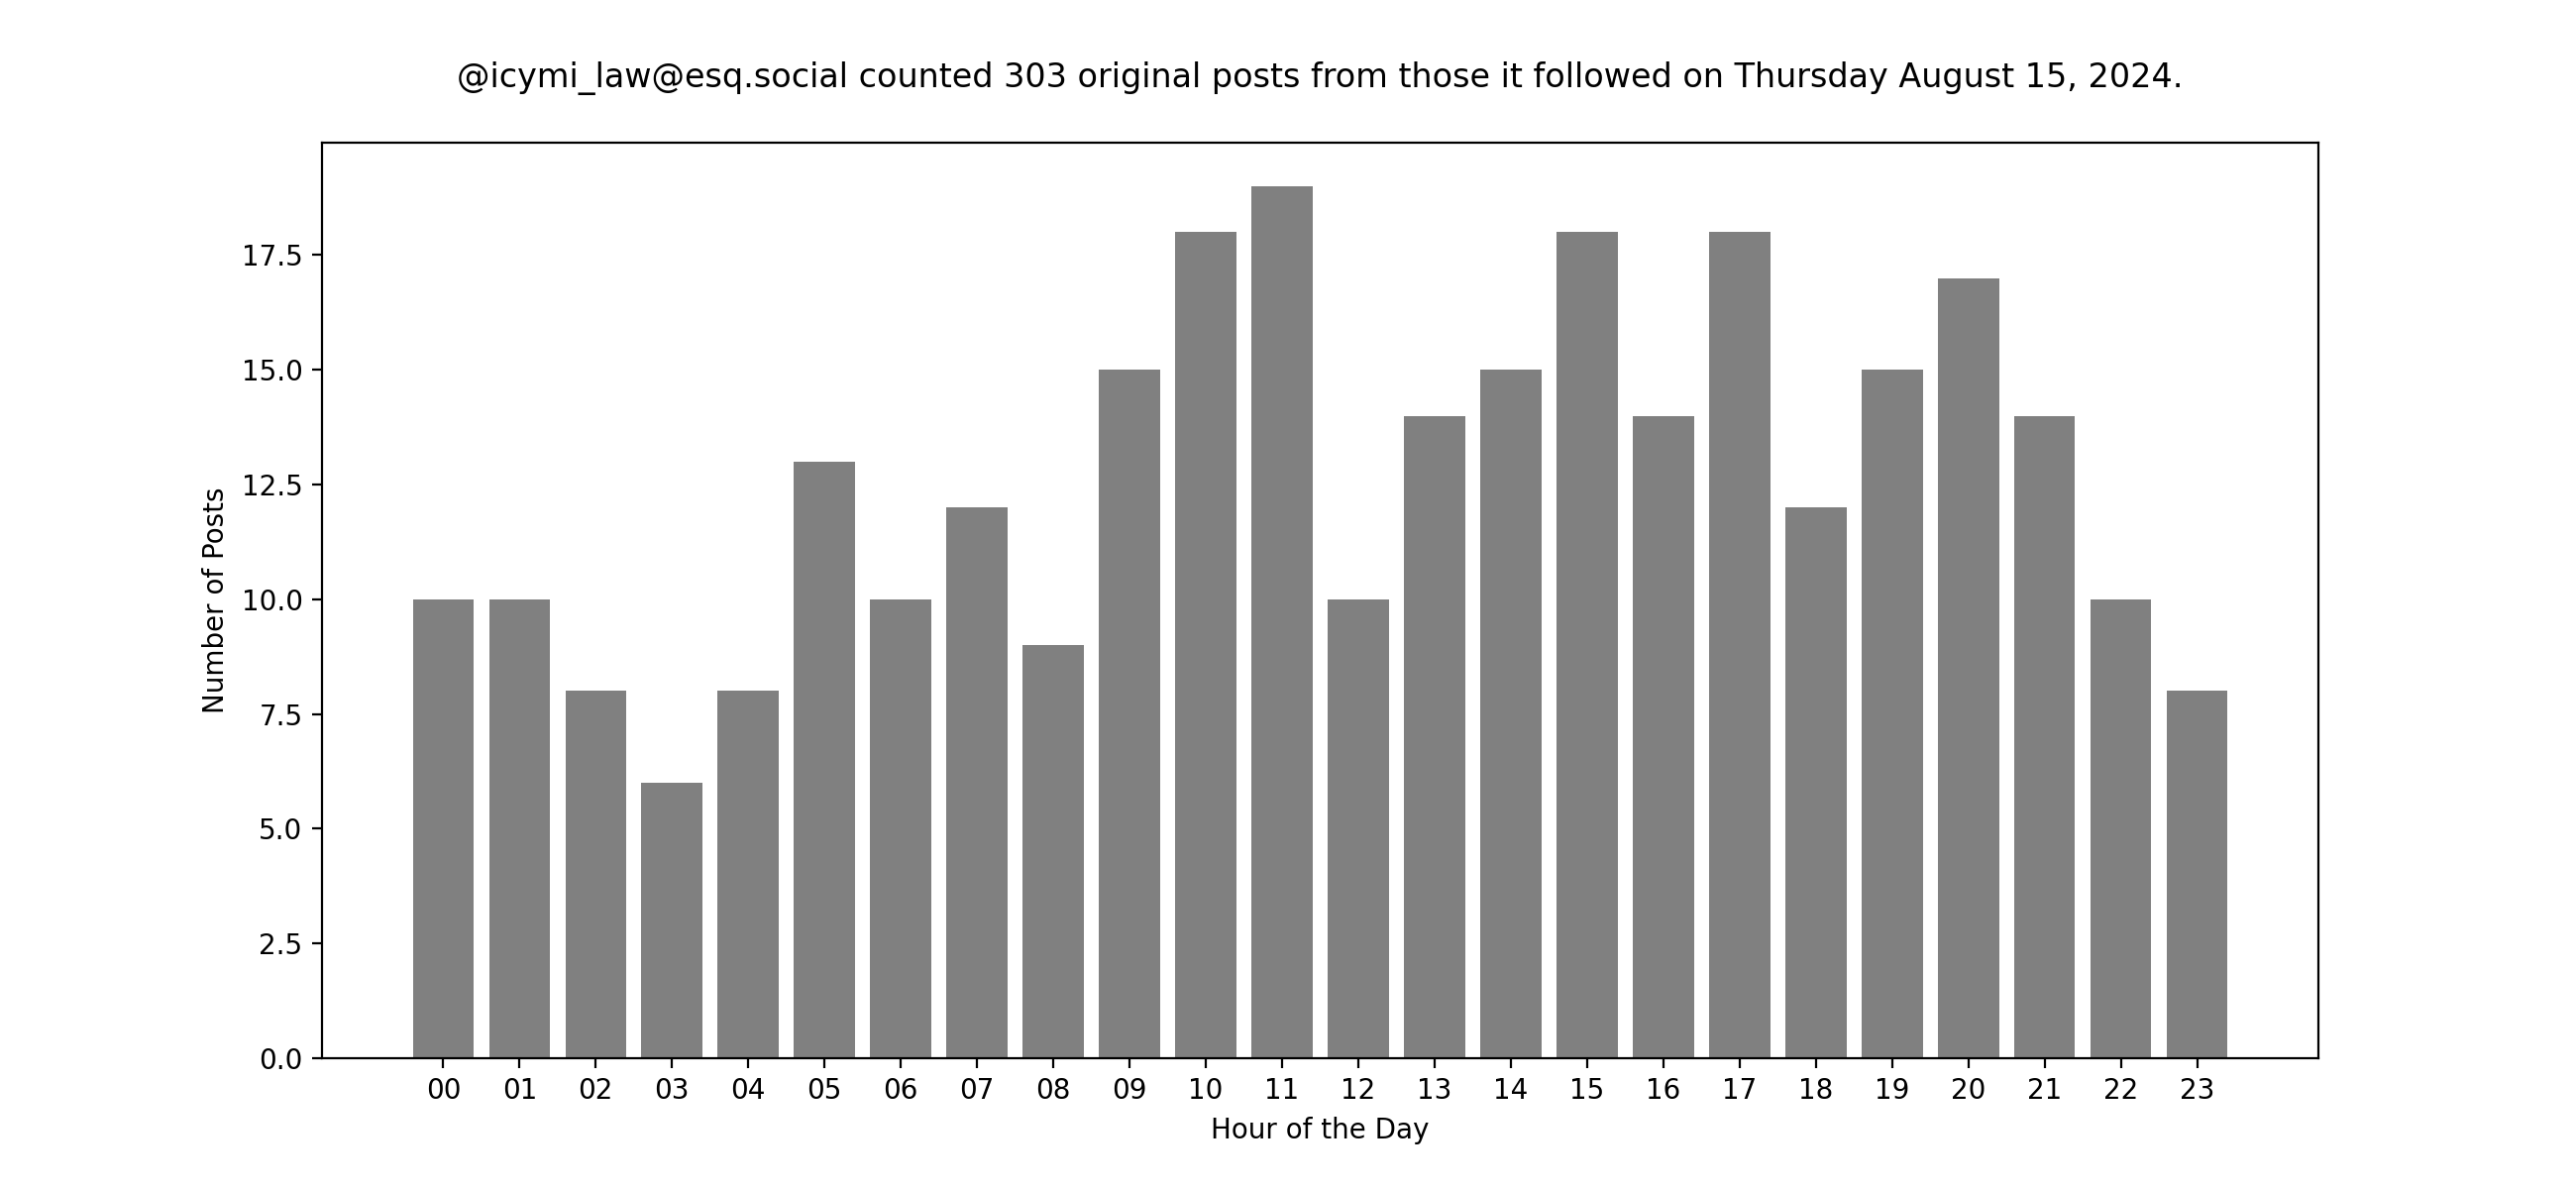 @icymi_law@esq.social counted 303 original posts from those it followed on Thursday August 15, 2024.
Number of Posts
17.5
15.0
12.5
10.0
7.5
5.0
2.5
0.0
00 01 02 03 04 05 06 07 08 09 10 11 12 13 14 15 16 17 18 19 20 21 22 23
Hour of the Day